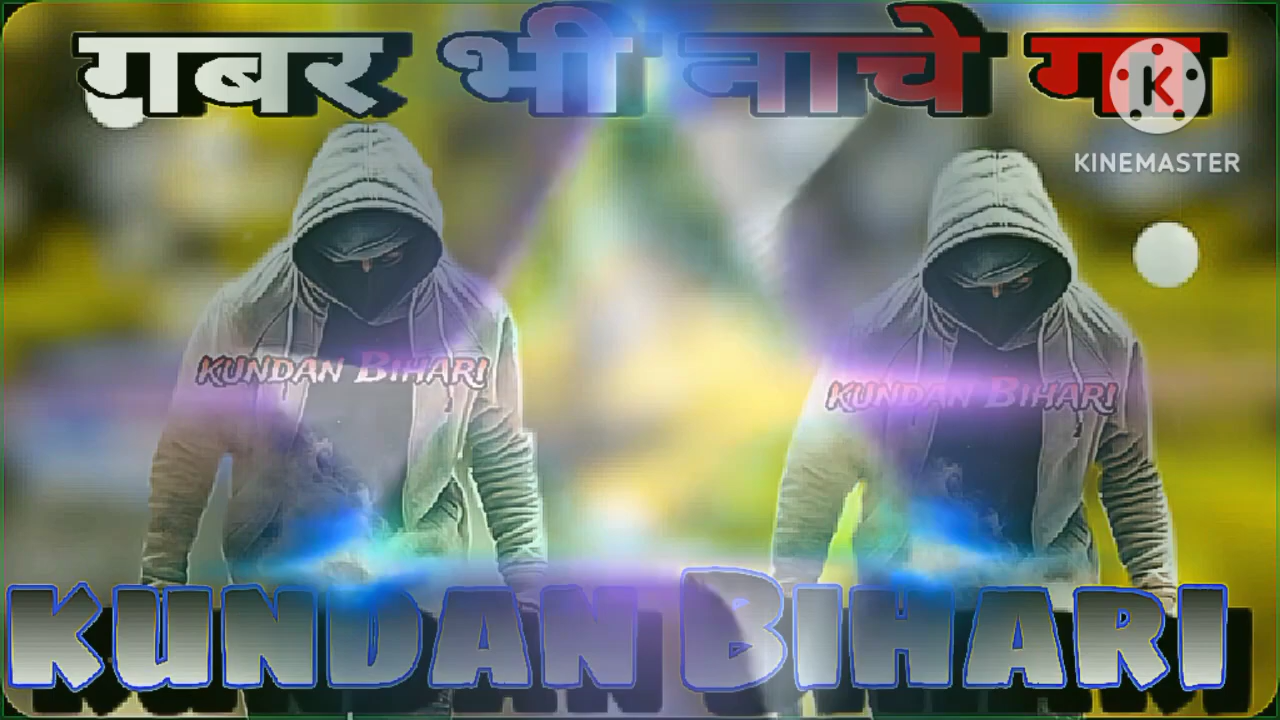 गबर भी नाचे गा
KINEMASTER
KUNDAN BIHARI
KUNDAN BIHARI
KUNDAN BIHARI